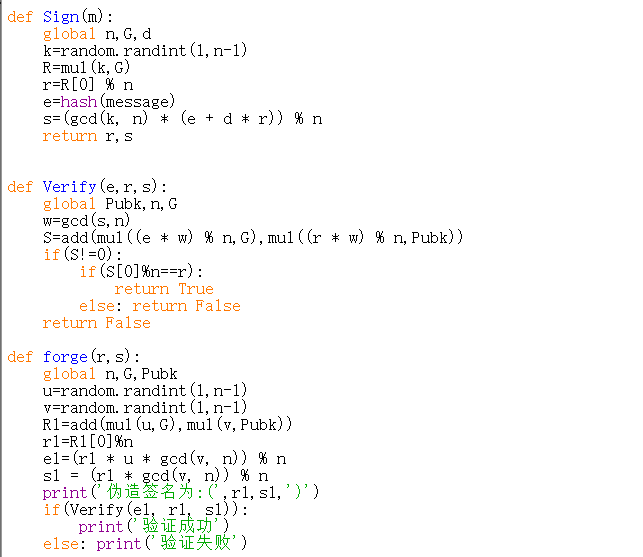 def Sign(m):
    global n,G,d
    k=random.randint(1,n-1)
    R=mul(k,G)
    r=R[0] % n
    e=hash(message)
    s=(gcd(k, n) * (e + d * r)) % n
    return r,s
def Verify(e,r,s):
    global Pubk,n,G
    w=gcd(s,n)
    S=add(mul((e * w) % n,G),mul((r * w) % n,Pubk))
    if(S!=0):
        if(S[0]%n==r):
            return True
        else: return False
    return False
def forge(r,s):
    global n,G,Pubk
    u=random.randint(1,n-1)
    v=random.randint(1,n-1)
    R1=add(mul(u,G),mul(v,Pubk))
    r1=R1[0]%n
    e1=(r1 * u * gcd(v, n)) % n
    s1 = (r1 * gcd(v, n)) % n
    print('伪造签名为:(',r1,s1,')')
    if(Verify(e1, r1, s1)):
        print('验证成功')
    else: print('验证失败')